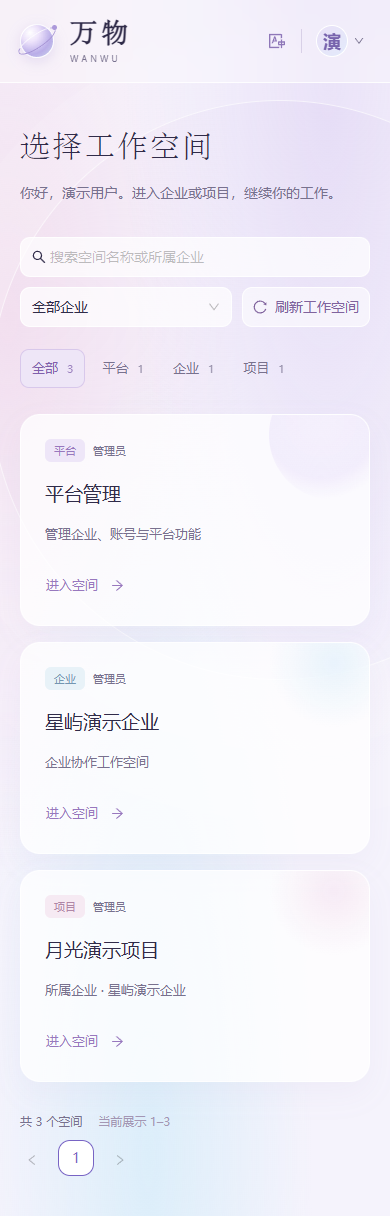 万物
WANWU
演
选择工作空间
你好，演示用户。进入企业或项目，继续你的工作。
搜索空间名称或所属企业
全部企业
刷新工作空间
全部 3 平台 1 企业 1 项目 1
平台 管理员
平台管理
管理企业、账号与平台功能
进入空间 →
企业 管理员
星屿演示企业
企业协作工作空间
进入空间 →
项目 管理员
月光演示项目
所属企业 · 星屿演示企业
进入空间 →
共 3 个空间 当前展示 1–3
< 1 >